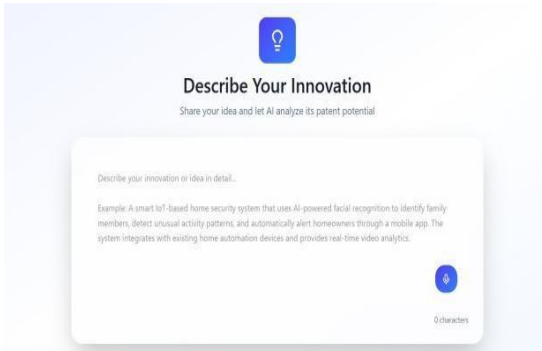 Describe Your Innovation
Share your idea and let AI analyze its patent potential
Describe your innovation or idea in detail...
Example: A smart IoT-based home security system that uses AI-powered facial recognition to identify family
members, detect unusual activity patterns, and automatically alert homeowners through a mobile app. The
system integrates with existing home automation devices and provides real-time video analytics.
0 characters